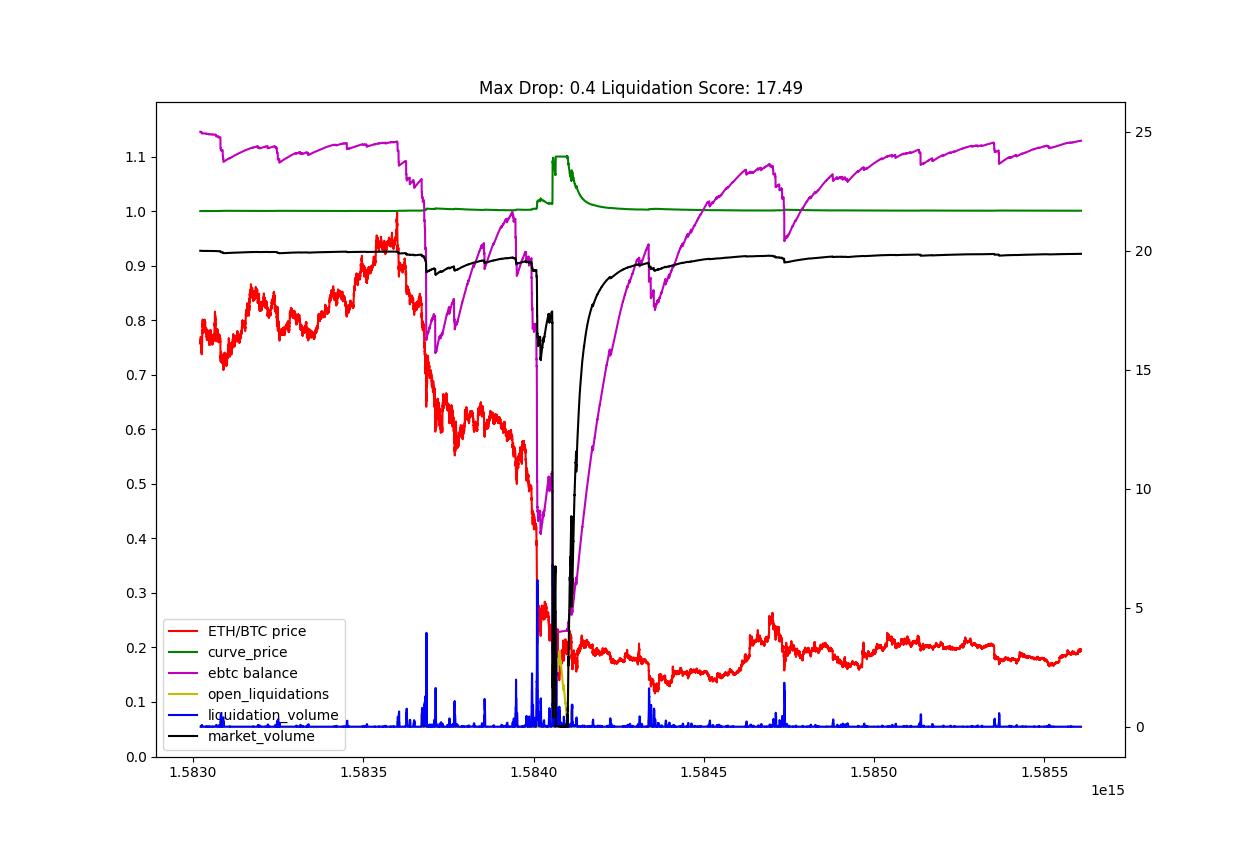 Max Drop: 0.4 Liquidation Score: 17.49
1.1
1.0
0.9
0.8
0.7
0.6
0.5
0.4
0.3
0.2
0.1
0.0
25
20
15
10
5
0
ETH/BTC price
curve_price
ebtc balance
open_liquidations
liquidation_volume
market_volume
1.5830 1.5835 1.5840 1.5845 1.5850 1.5855
1e15